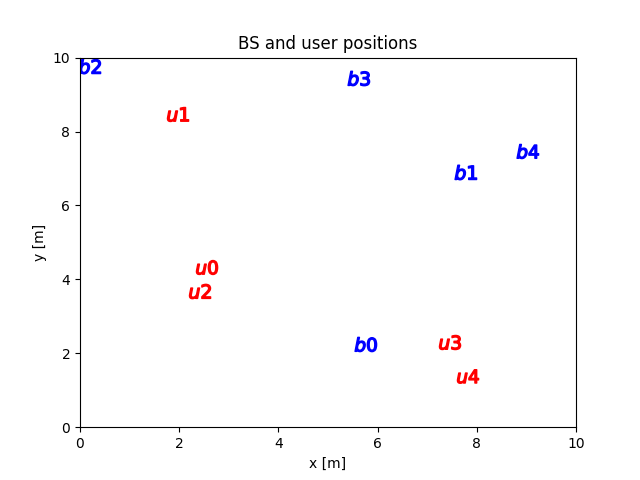 BS and user positions
10
b2
b3
u1
8
b4
b1
6
y [m]
u0
4
u2
2
b0
u3
u4
0
0 2 4 6 8 10
x [m]